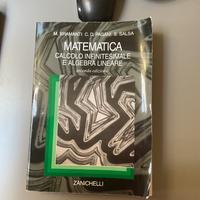 M. BRAMANTI C. D. PAGANI S. SALSA
MATEMATICA
CALCOLO INFINITESIMALE
E ALGEBRA LINEARE
seconda edizione
ZANICHELLI